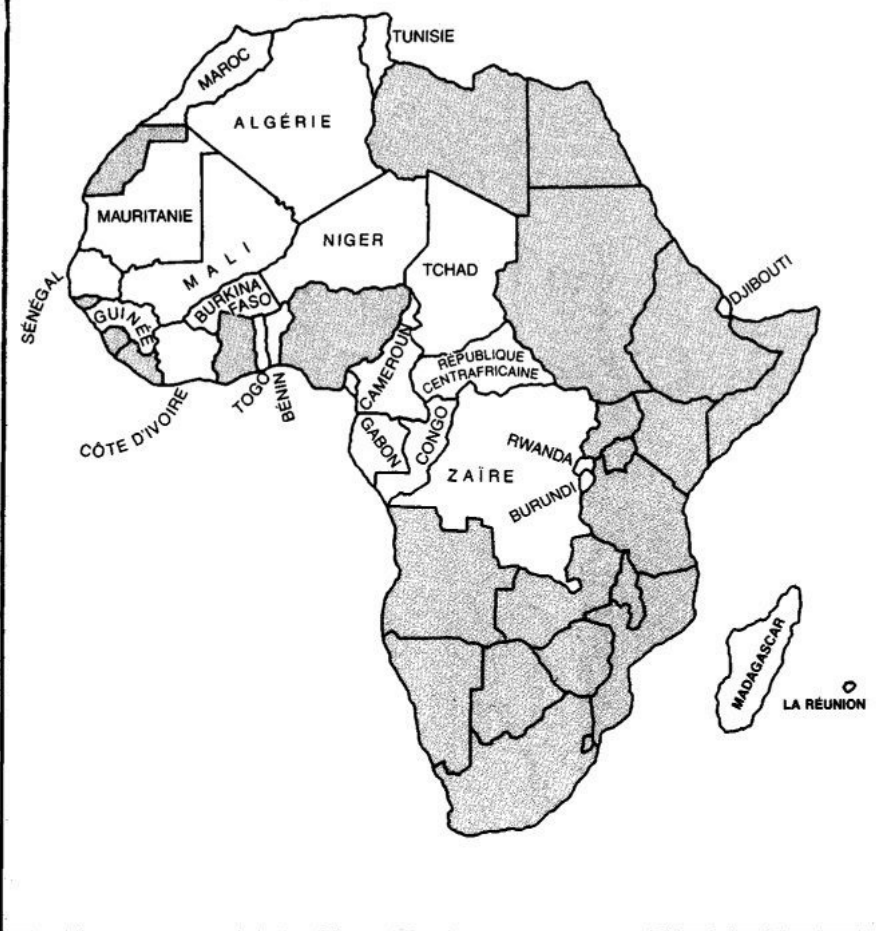 TUNISIE
MAROC
ALGÉRIE
MAURITANIE
MALI
NIGER
TCHAD
SÉNÉGAL
GUINÉE
BURKINA
FASO
DJIBOUTI
CÔTE D'IVOIRE
TOGO
BÉNIN
CAMEROUN
RÉPUBLIQUE
CENTRAFRICAINE
GABON
CONGO
ZAÏRE
RWANDA
BURUNDI
MADAGASCAR
LA RÉUNION